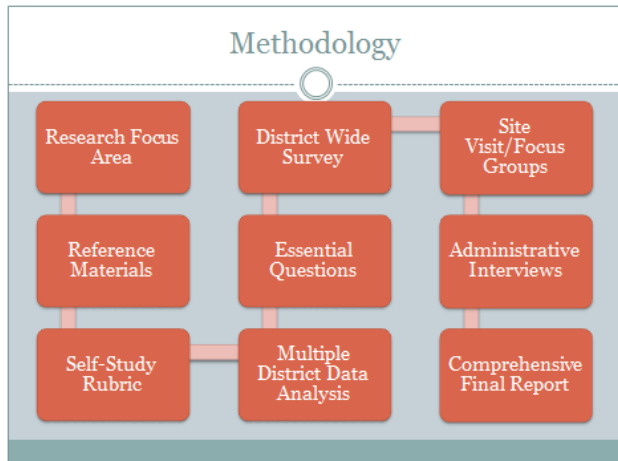 Methodology
Research Focus
Area
Reference
Materials
Self-Study
Rubric
Multiple
District Data
Analysis
Essential
Questions
District Wide
Survey
Site
Visit/Focus
Groups
Administrative
Interviews
Comprehensive
Final Report